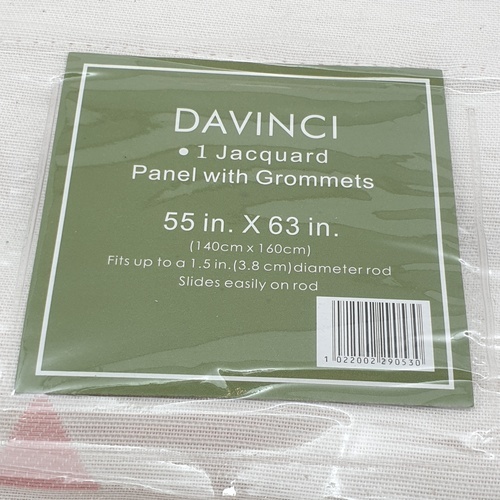 DAVINCI
• 1 Jacquard
Panel with Grommets
55 in. X 63 in.
(140cm x 160cm)
Fits up to a 1.5 in.(3.8 cm)diameter rod
Slides easily on rod
1 022002 290530